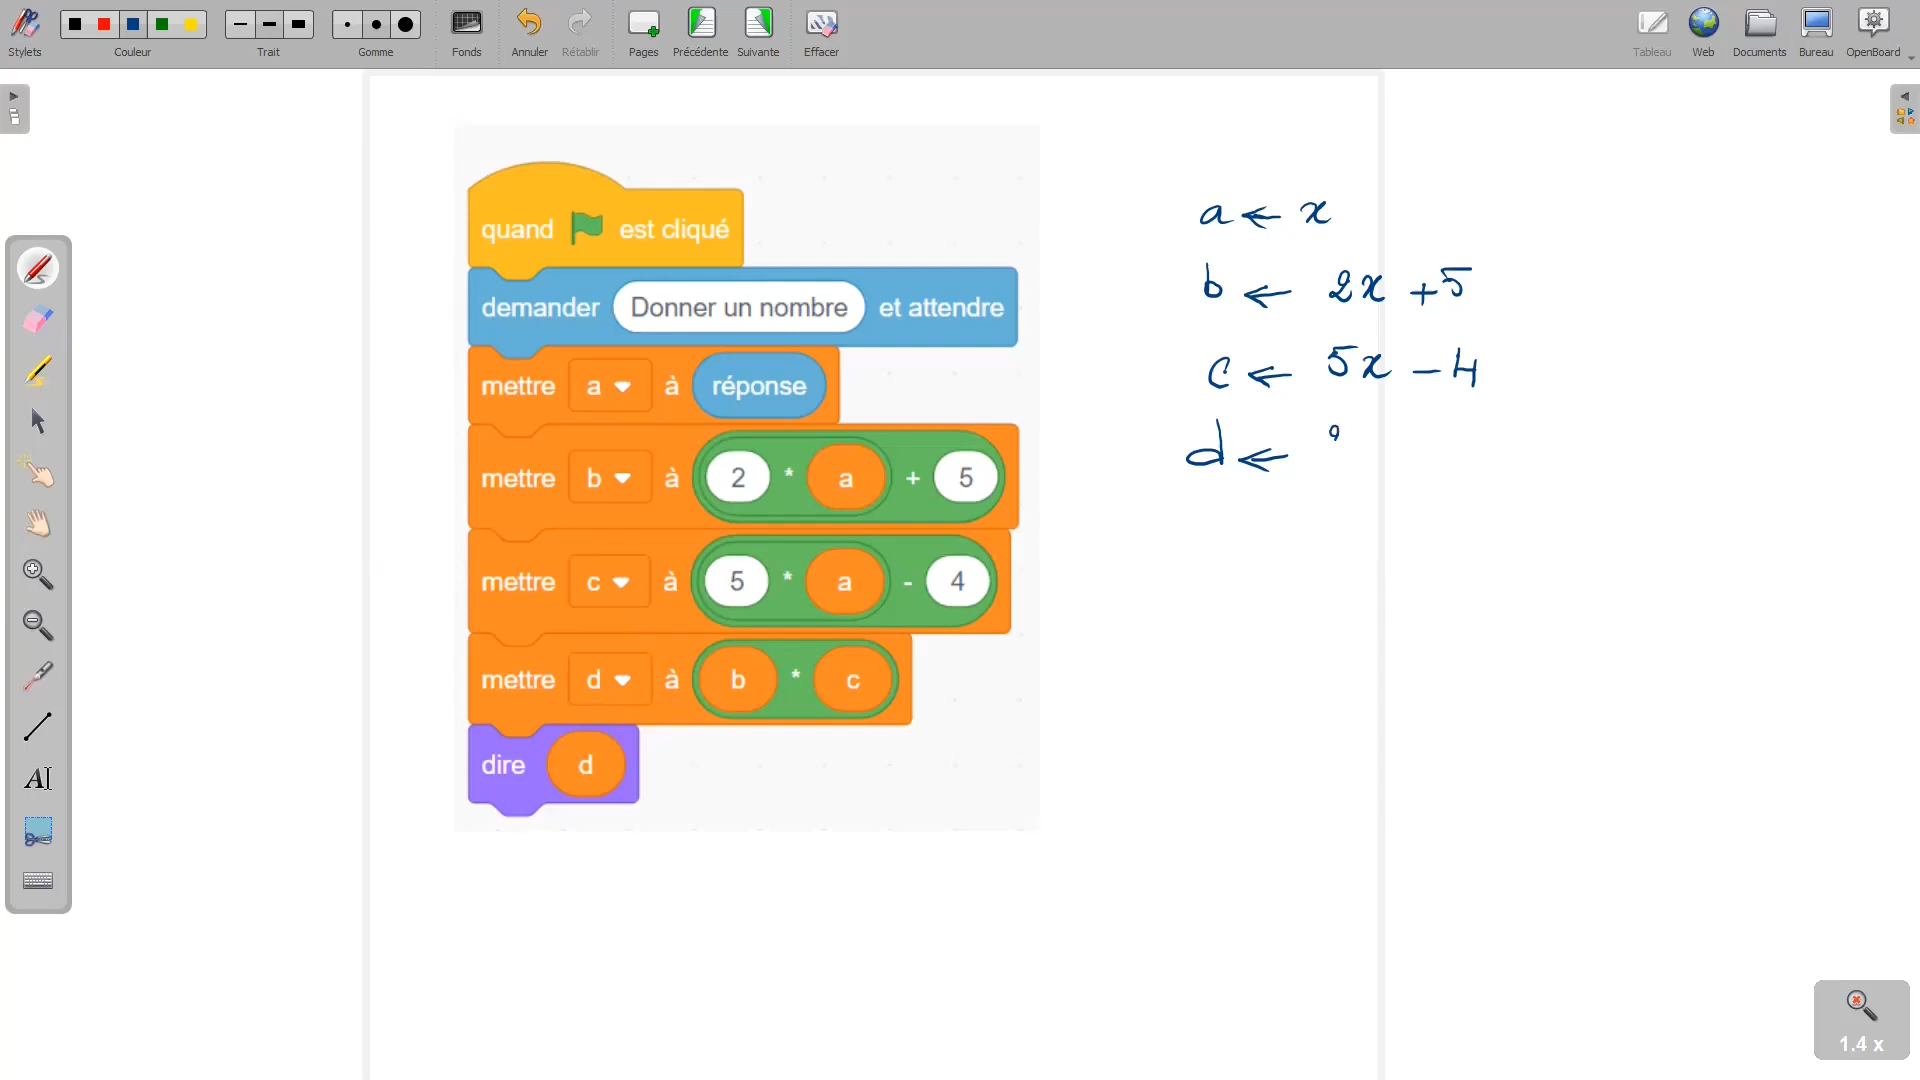 Stylets
Couleur
Trait
Gomme
Fonds
Annuler
Rétablir
Pages
Précédente
Suivante
Effacer
Tableau
Web
Documents
Bureau
OpenBoard
quand est cliqué
demander Donner un nombre et attendre
mettre a à réponse
mettre b à 2 * a + 5
mettre c à 5 * a - 4
mettre d à b * c
dire d
a ← x
b ← 2x + 5
c ← 5x - 4
d ←
AI
1.4 x